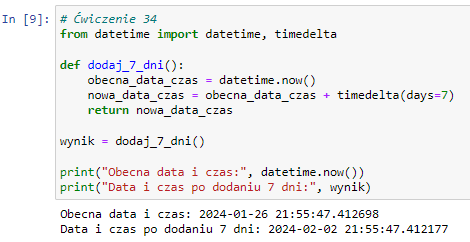 In [9]: # Ćwiczenie 34
from datetime import datetime, timedelta
def dodaj_7_dni():
    obecna_data_czas = datetime.now()
    nowa_data_czas = obecna_data_czas + timedelta(days=7)
    return nowa_data_czas
wynik = dodaj_7_dni()
print("Obecna data i czas:", datetime.now())
print("Data i czas po dodaniu 7 dni:", wynik)
Obecna data i czas: 2024-01-26 21:55:47.412698
Data i czas po dodaniu 7 dni: 2024-02-02 21:55:47.412177